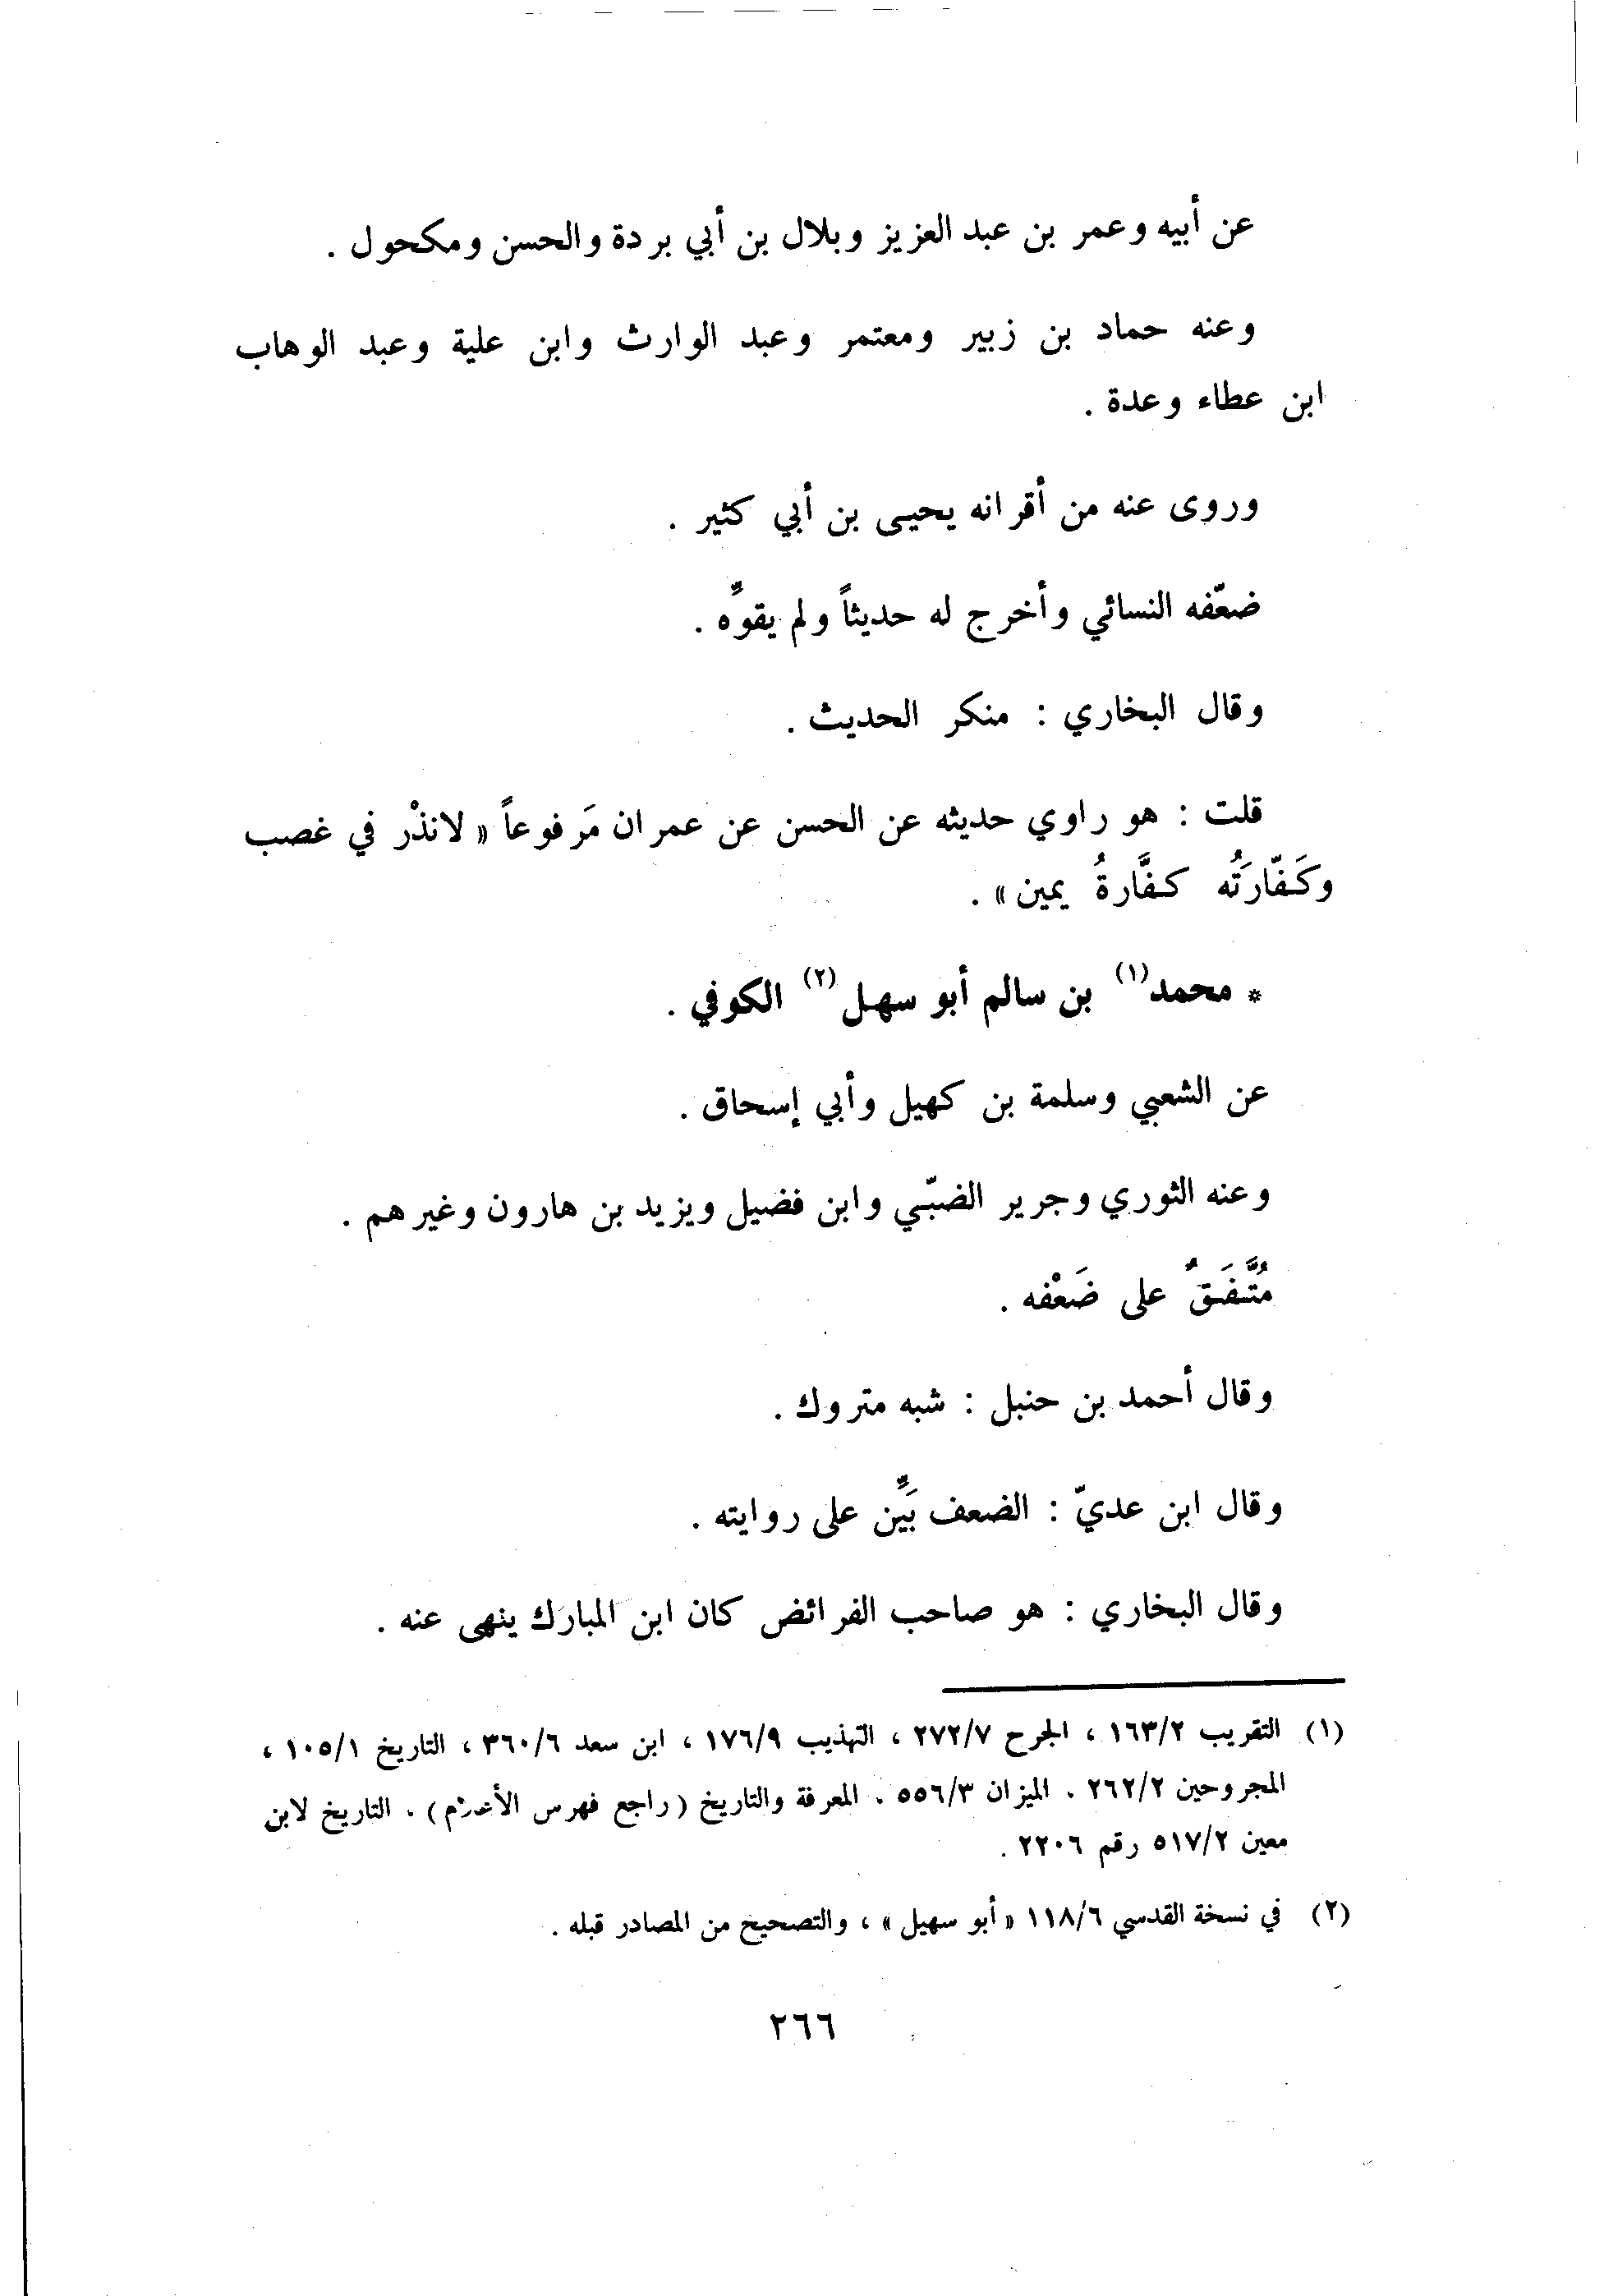 عن أبيه وعمر بن عبد العزيز وبلال بن أبي بردة والحسن ومكحول .
وعنه حماد بن زبير ومعتمر وعبد الوارث وابن علية وعبد الوهاب
ابن عطاء وعدة .
وروى عنه من أقرانه يحيى بن أبي كثير .
ضعّفه النسائي وأخرج له حديثاً ولم يقوِّه .
وقال البخاري : منكر الحديث .
قلت : هو راوي حديثه عن الحسن عن عمران مَرفوعاً « لانذْر في غصب
وكَفّارَتُه كفَّارةُ يمين » .
* محمد(١) بن سالم أبو سهل(٢) الكوفي .
عن الشعبي وسلمة بن كهيل وأبي إسحاق .
وعنه الثوري وجرير الضبّي وابن فضيل ويزيد بن هارون وغيرهم .
مُتَّفَقٌ على ضَعْفه .
وقال أحمد بن حنبل : شبه متروك .
وقال ابن عديّ : الضعف بَيِّن على روايته .
وقال البخاري : هو صاحب الفرائض كان ابن المبارك ينهى عنه .
(١) التقريب ١٦٣/٢ ، الجرح ٢٧٢/٧ ، التهذيب ١٧٦/٩ ، ابن سعد ٣٦٠/٦ ، التاريخ ١٠٥/١ ،
المجروحين ٢٦٢/٢ . الميزان ٥٥٦/٣ . المعرفة والتاريخ (راجع فهرس الأعلام) . التاريخ لابن
معين ٥١٧/٢ رقم ٢٢٠٦ .
(٢) في نسخة القدسي ١١٨/٦ « أبو سهيل » ، والتصحيح من المصادر قبله .
٢٦٦